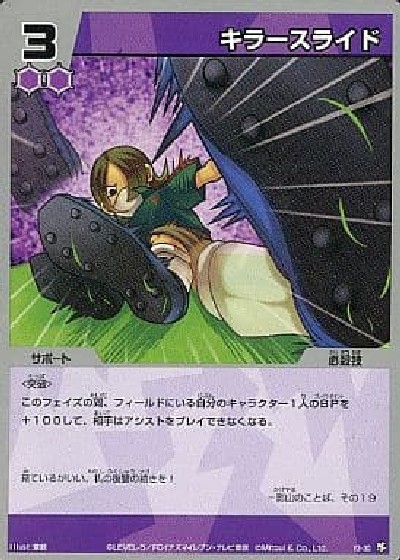 3
キラースライド
サポート
必殺技
<突破>
このフェイズの間、フィールドにいる自分のキャラクター1人のBPを
+100して、相手はアシストをプレイできなくなる。
見ているがいい、私の復讐の続きを!
―影山のことば、その19
©LEVEL-5/FCイナズマイレブン・テレビ東京 ©Mitsui & Co., Ltd.